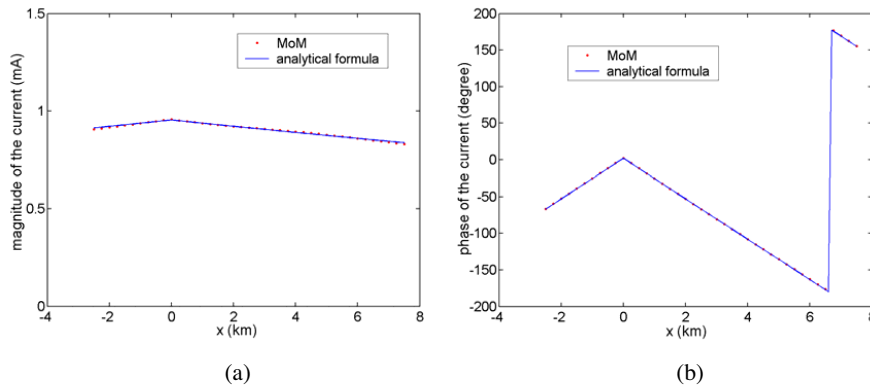 magnitude of the current (mA)
1.5
1
0.5
0
-4
-2
0
2
4
6
8
x (km)
MoM
analytical formula
(a)
phase of the current (degree)
200
150
100
50
0
-50
-100
-150
-200
-4
-2
0
2
4
6
8
x (km)
MoM
analytical formula
(b)